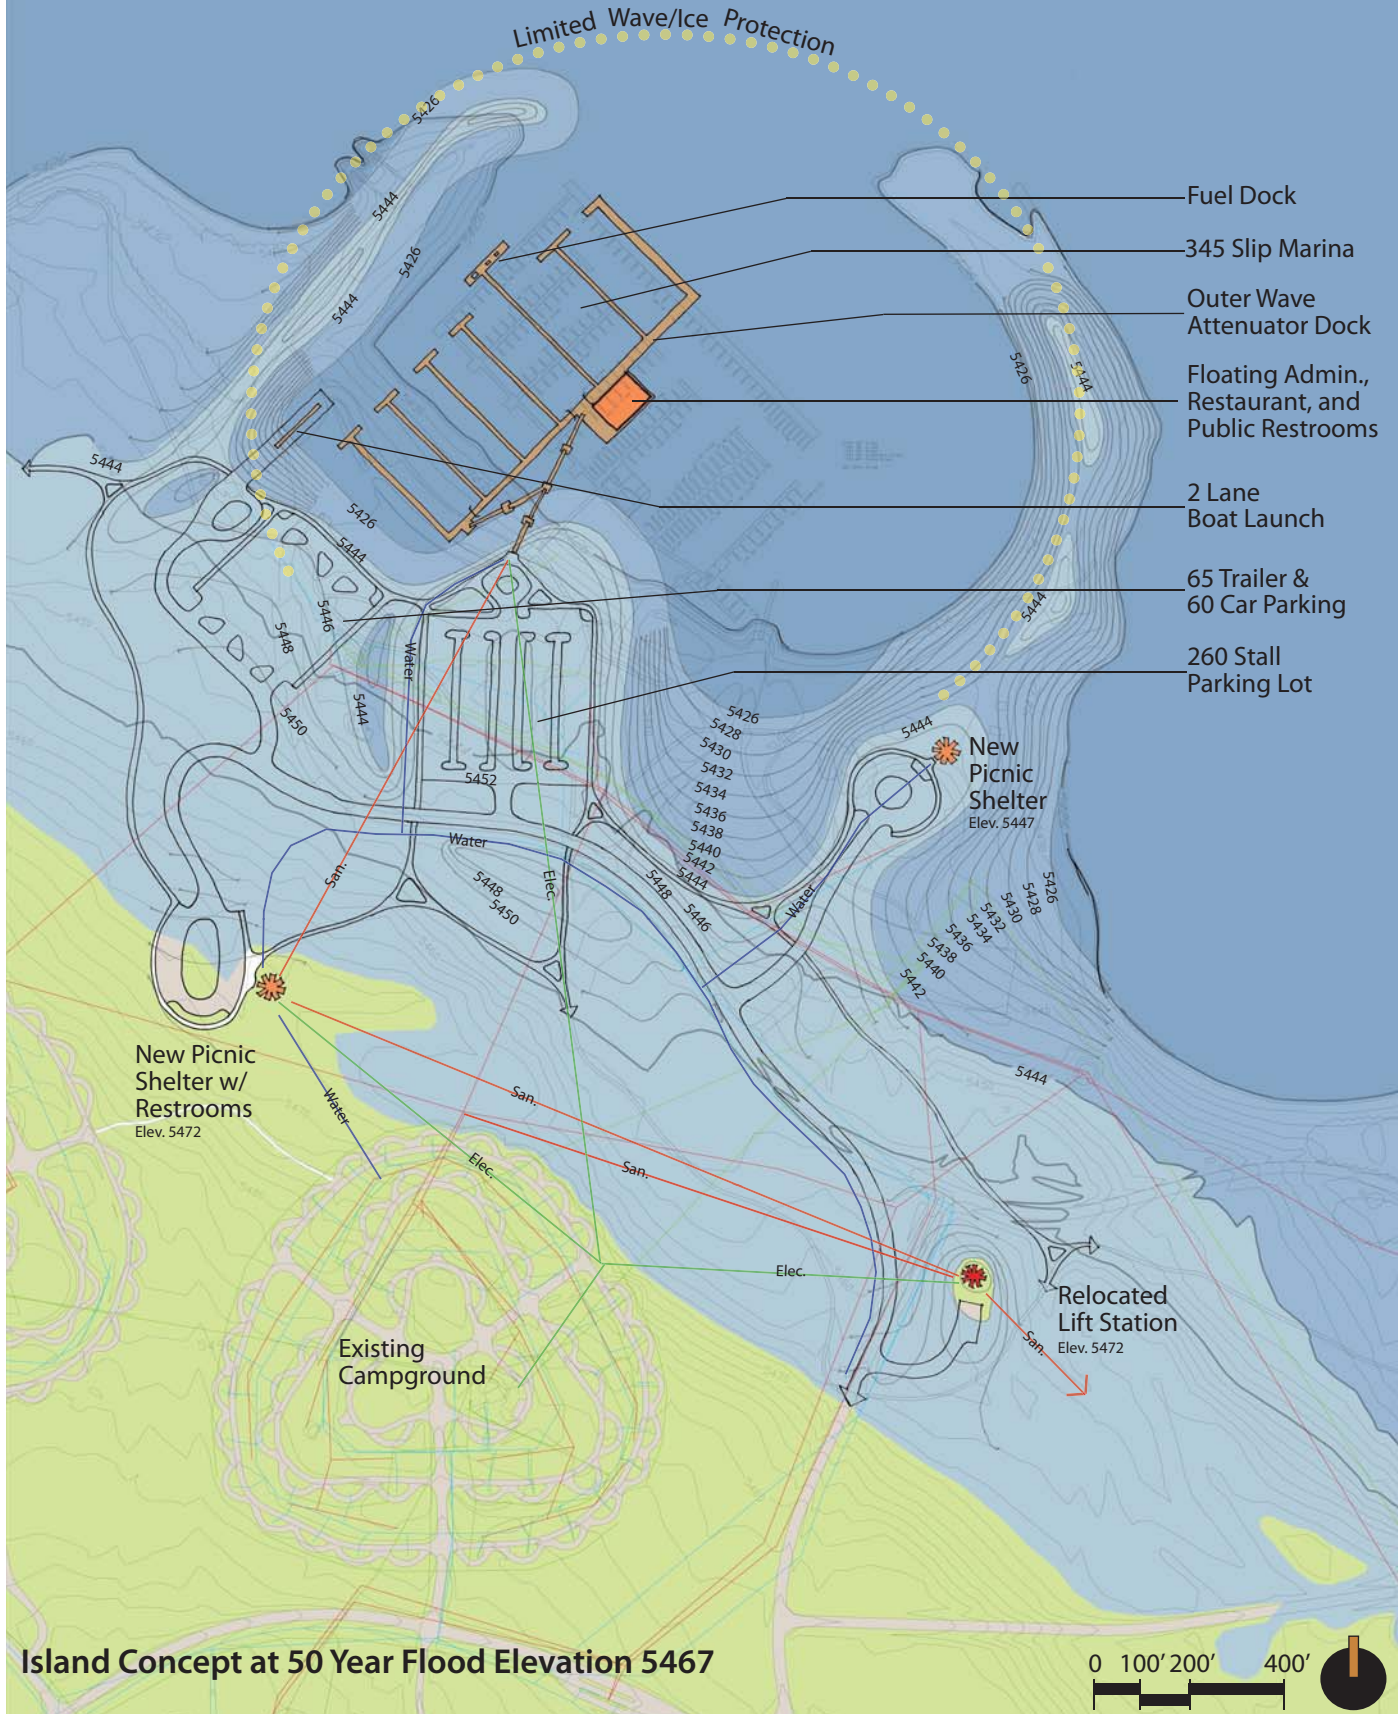 Limited Wave/Ice Protection
5426
5444
5426
5444
Fuel Dock
345 Slip Marina
Outer Wave
Attenuator Dock
5426
5444
Floating Admin.,
Restaurant, and
Public Restrooms
5444
2 Lane
Boat Launch
5426
5444
65 Trailer &
60 Car Parking
5444
5446
5448
Water
260 Stall
Parking Lot
5444
5450
5426
5428
5430
5432
5434
5436
5438
5440
5442
5444
5444
New
Picnic
Shelter
Elev. 5447
5452
Water
San.
Elec.
5448
5450
5448
5446
Water
5426
5428
5430
5432
5434
5436
5438
5440
5442
New Picnic
Shelter w/
Restrooms
Elev. 5472
Water
San.
5444
Elec.
San.
Elec.
Relocated
Lift Station
Elev. 5472
San.
Existing
Campground
Island Concept at 50 Year Flood Elevation 5467
0 100' 200' 400'